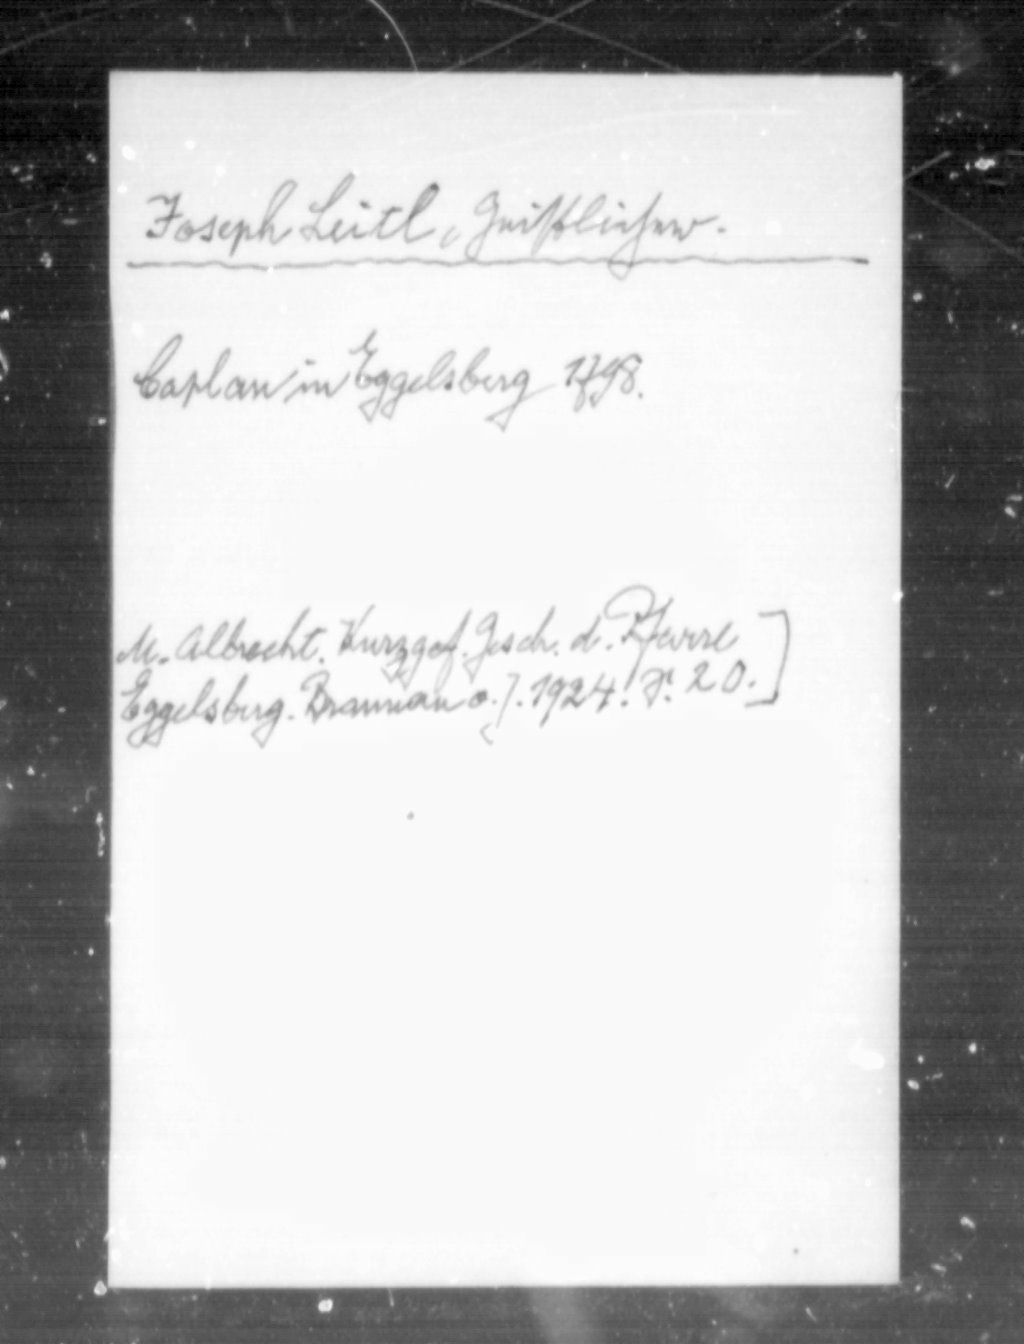 Joseph Leitl, Geistlicher.
Caplan in Eggelsberg 1798.
M. Albrecht. Kurzgef. Gesch. d. Pfarre
Eggelsberg. Braunau a. J. 1924. S. 20.]